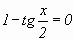 1 - tg x/2 = 0